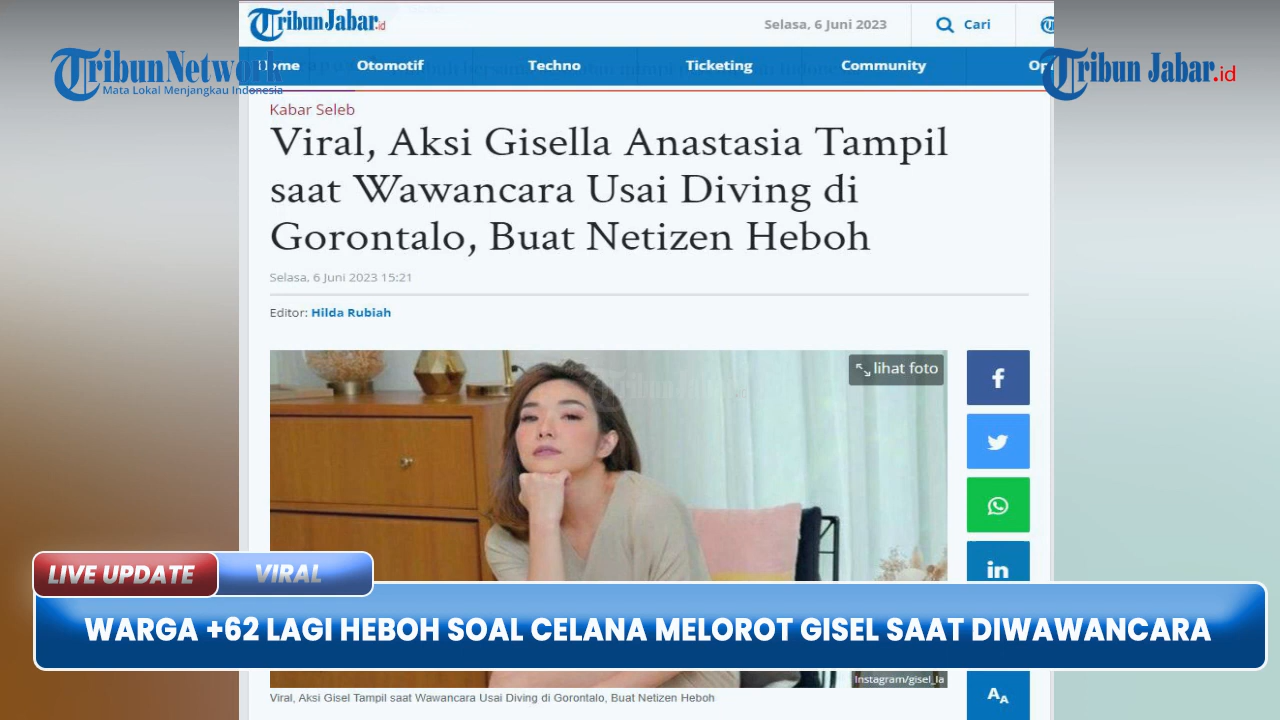 TribunJabar.id
Selasa, 6 Juni 2023
Cari
TribunNetwork
Mata Lokal Menjangkau Indonesia
Home
Otomotif
Techno
Ticketing
Community
Tribun Jabar.id
Kabar Seleb
Viral, Aksi Gisella Anastasia Tampil
saat Wawancara Usai Diving di
Gorontalo, Buat Netizen Heboh
Selasa, 6 Juni 2023 15:21
Editor: Hilda Rubiah
lihat foto
LIVE UPDATE
VIRAL
WARGA +62 LAGI HEBOH SOAL CELANA MELOROT GISEL SAAT DIWAWANCARA
Instagram/gisel_la
Viral, Aksi Gisel Tampil saat Wawancara Usai Diving di Gorontalo, Buat Netizen Heboh
AA